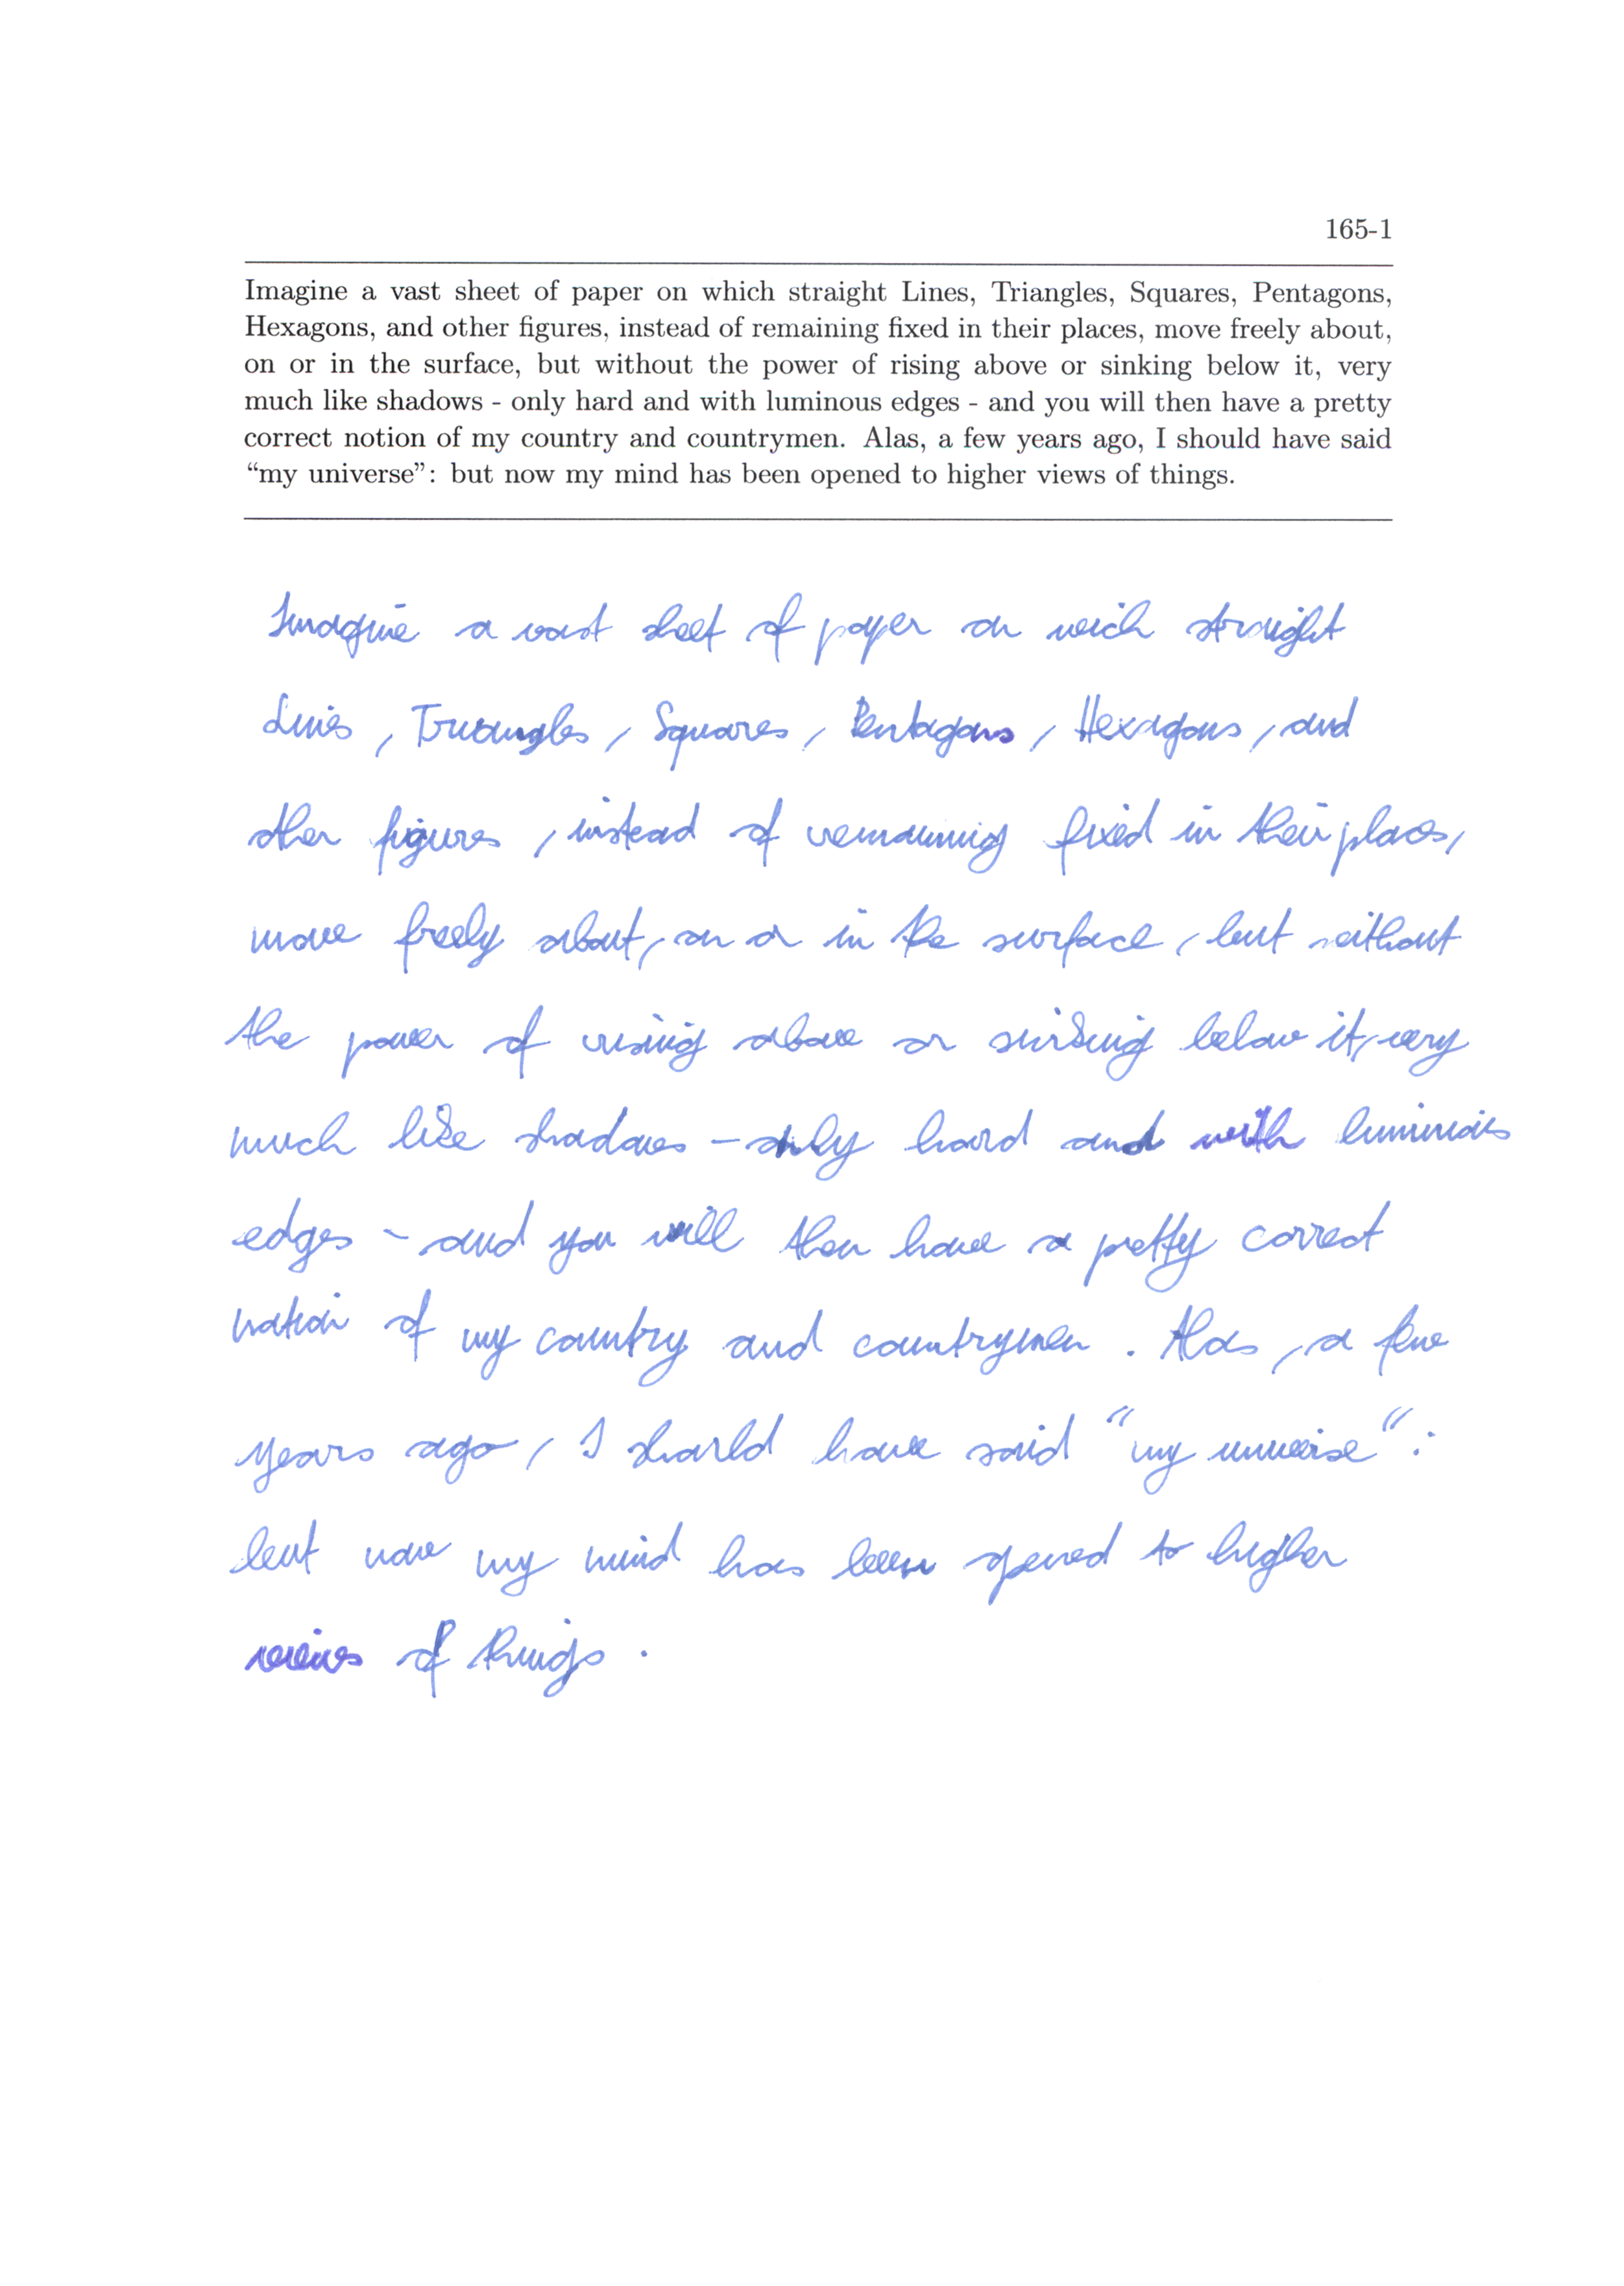 165-1
Imagine a vast sheet of paper on which straight Lines, Triangles, Squares, Pentagons,
Hexagons, and other figures, instead of remaining fixed in their places, move freely about,
on or in the surface, but without the power of rising above or sinking below it, very
much like shadows - only hard and with luminous edges - and you will then have a pretty
correct notion of my country and countrymen. Alas, a few years ago, I should have said
“my universe”: but now my mind has been opened to higher views of things.
Imagine a vast sheet of paper on wich straight
Lines, Triangles, Squares, Pentagons, Hexagons, and
other figures, instead of remaining fixed in their places,
move freely about, on or in the surface, but without
the power of rising above or sinking below it, very
much like shadows - only hard and with luminous
edges - and you will then have a pretty correct
notion of my country and countrymen. Alas, a few
years ago, I should have said “my universe”:
but now my mind has been opened to higher
views of things.